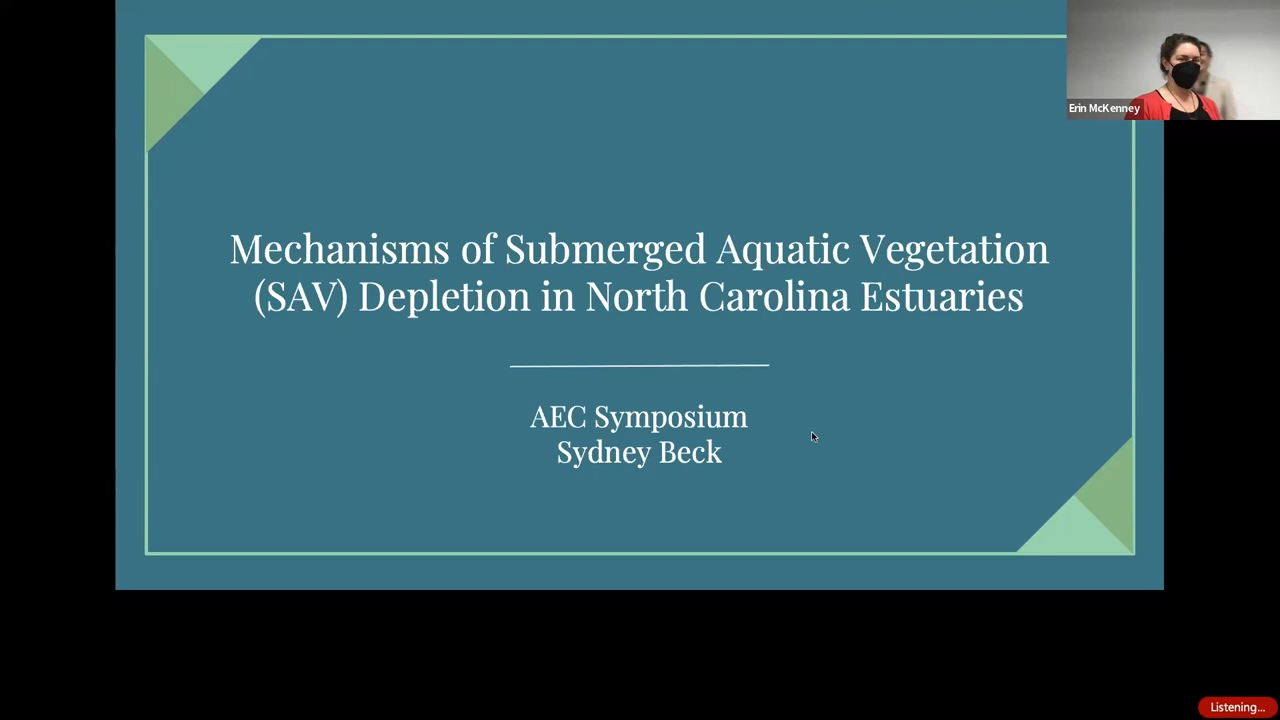 Erin McKenney
Mechanisms of Submerged Aquatic Vegetation
(SAV) Depletion in North Carolina Estuaries
AEC Symposium
Sydney Beck
Listening...